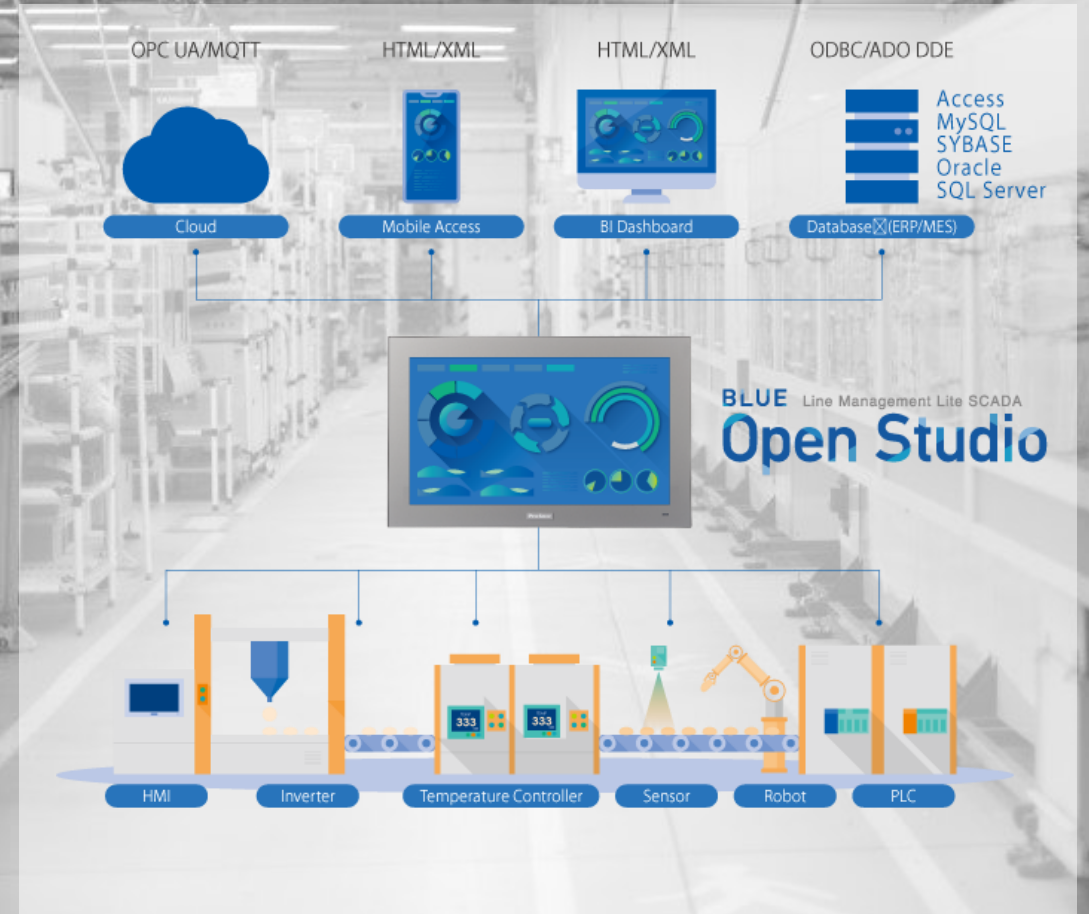 OPC UA/MQTT
HTML/XML
HTML/XML
ODBC/ADO DDE
Access
MySQL
SYBASE
Oracle
SQL Server
Cloud
Mobile Access
BI Dashboard
Database☒(ERP/MES)
BLUE Line Management Lite SCADA
Open Studio
333
333
HMI
Inverter
Temperature Controller
Sensor
Robot
PLC